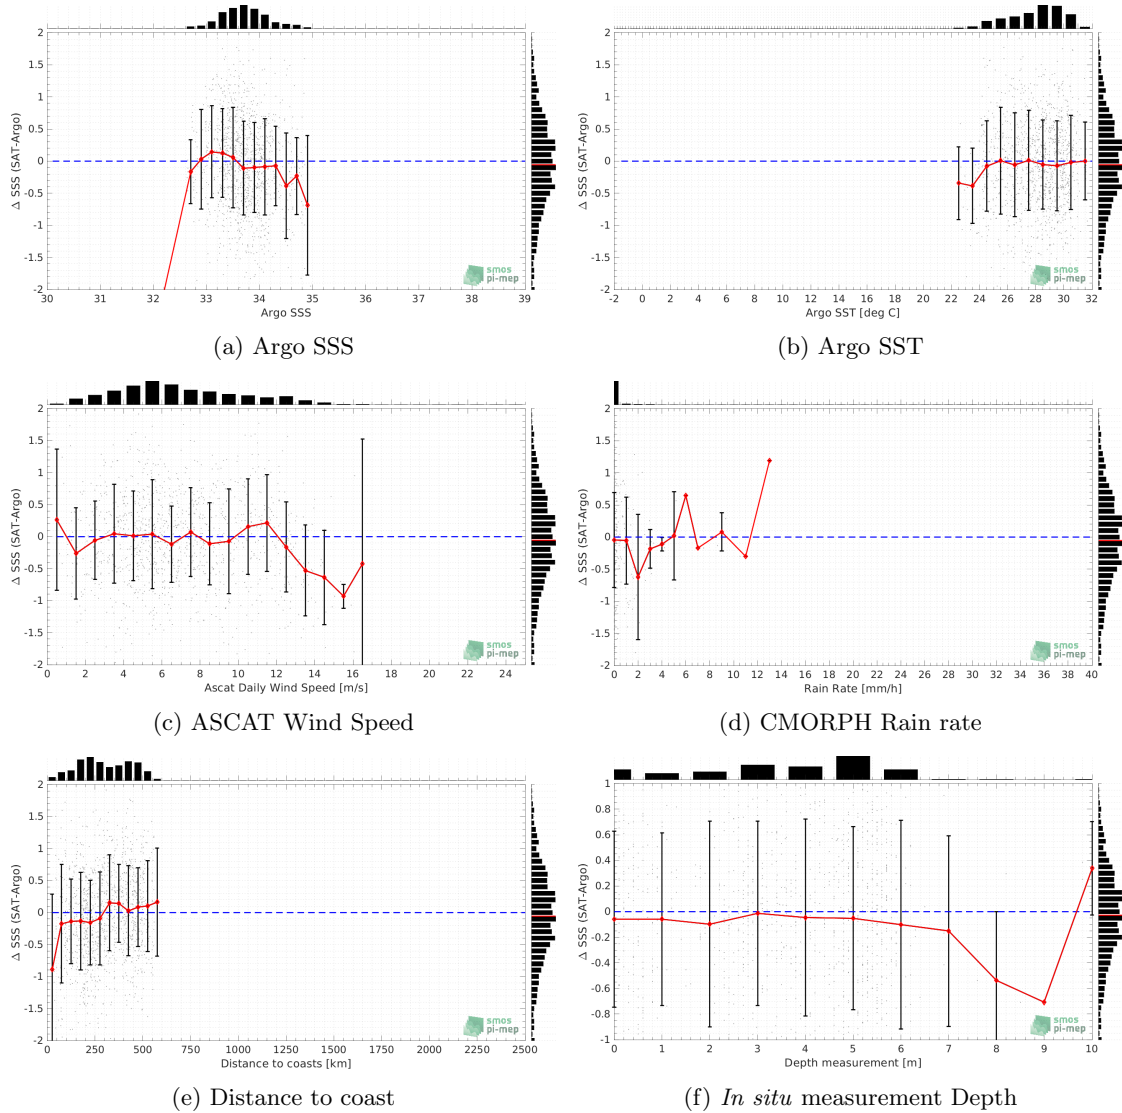 2
1.5
1
0.5
0
-0.5
-1
-1.5
-2
Δ SSS (SAT-Argo)
30 31 32 33 34 35 36 37 38 39
Argo SSS
smos
pi-mep
(a) Argo SSS
2
1.5
1
0.5
0
-0.5
-1
-1.5
-2
Δ SSS (SAT-Argo)
-2 0 2 4 6 8 10 12 14 16 18 20 22 24 26 28 30 32
Argo SST [deg C]
smos
pi-mep
(b) Argo SST
2
1.5
1
0.5
0
-0.5
-1
-1.5
-2
Δ SSS (SAT-Argo)
0 2 4 6 8 10 12 14 16 18 20 22 24
Ascat Daily Wind Speed [m/s]
smos
pi-mep
(c) ASCAT Wind Speed
2
1.5
1
0.5
0
-0.5
-1
-1.5
-2
Δ SSS (SAT-Argo)
0 2 4 6 8 10 12 14 16 18 20 22 24 26 28 30 32 34 36 38 40
Rain Rate [mm/h]
smos
pi-mep
(d) CMORPH Rain rate
2
1.5
1
0.5
0
-0.5
-1
-1.5
-2
Δ SSS (SAT-Argo)
0 250 500 750 1000 1250 1500 1750 2000 2250 2500
Distance to coasts [km]
smos
pi-mep
(e) Distance to coast
1
0.8
0.6
0.4
0.2
0
-0.2
-0.4
-0.6
-0.8
-1
Δ SSS (SAT-Argo)
0 1 2 3 4 5 6 7 8 9 10
Depth measurement [m]
smos
pi-mep
(f) In situ measurement Depth